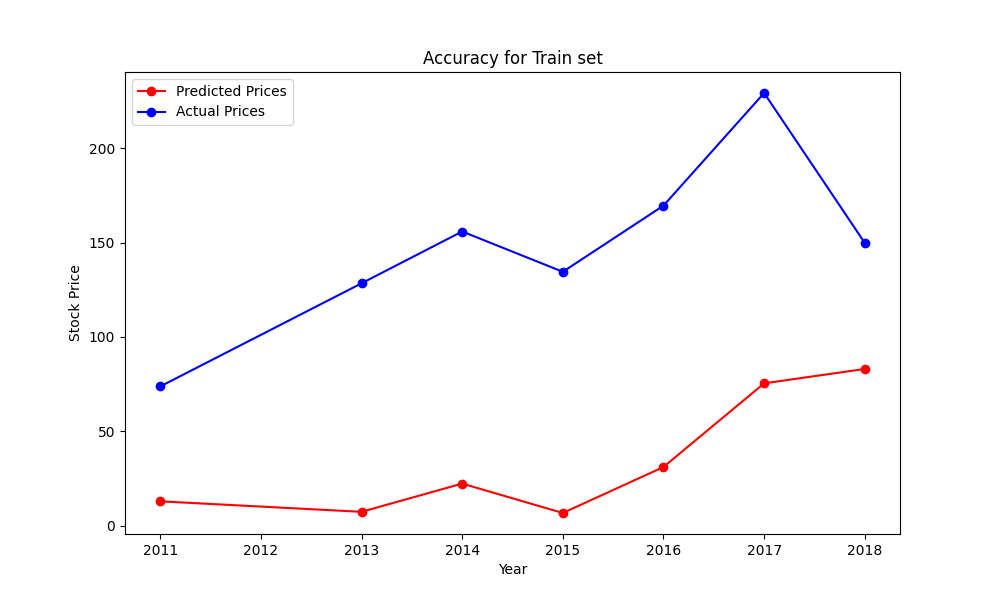 Accuracy for Train set
Predicted Prices
Actual Prices
Stock Price
200
150
100
50
0
2011 2012 2013 2014 2015 2016 2017 2018
Year